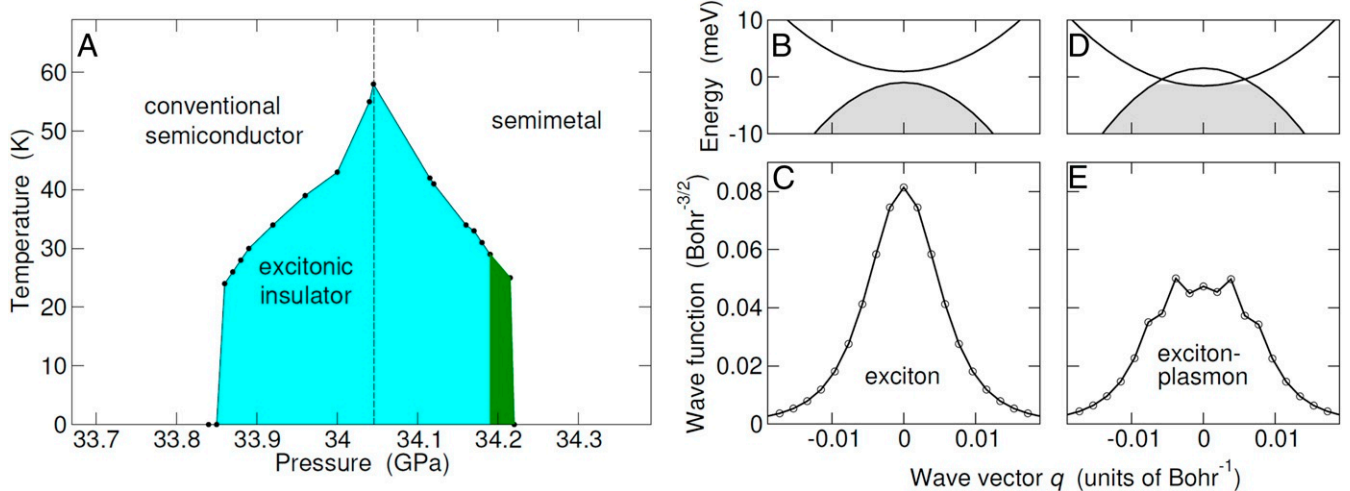 A
Temperature (K)
60
50
40
30
20
10
0
conventional
semiconductor
semimetal
excitonic
insulator
33.7
33.8
33.9
34
34.1
34.2
34.3
Pressure (GPa)
B
D
Energy (meV)
10
0
-10
C
E
Wave function (Bohr-3/2)
0.08
0.06
0.04
0.02
0
exciton
exciton-
plasmon
-0.01
0
0.01
-0.01
0
0.01
Wave vector q (units of Bohr-1)